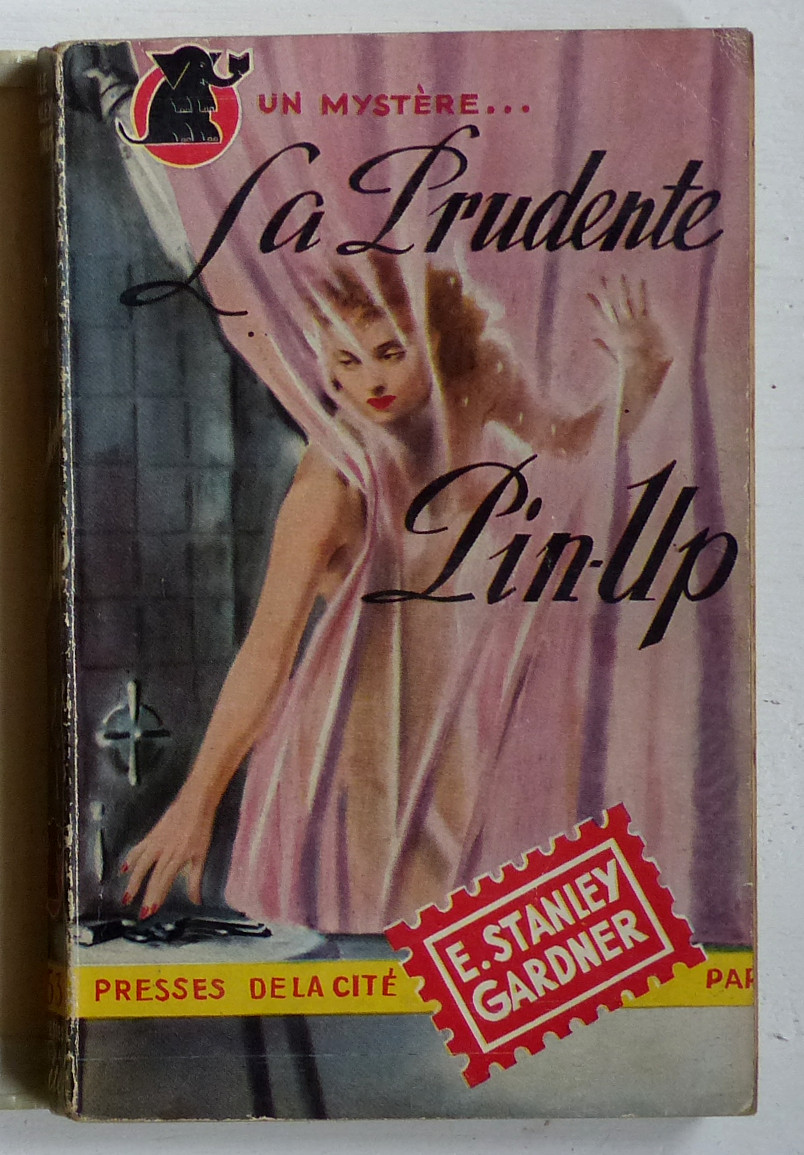 UN MYSTÈRE...
La Prudente
Pin-Up
E. STANLEY
GARDNER
PRESSES DE LA CITÉ
PAR